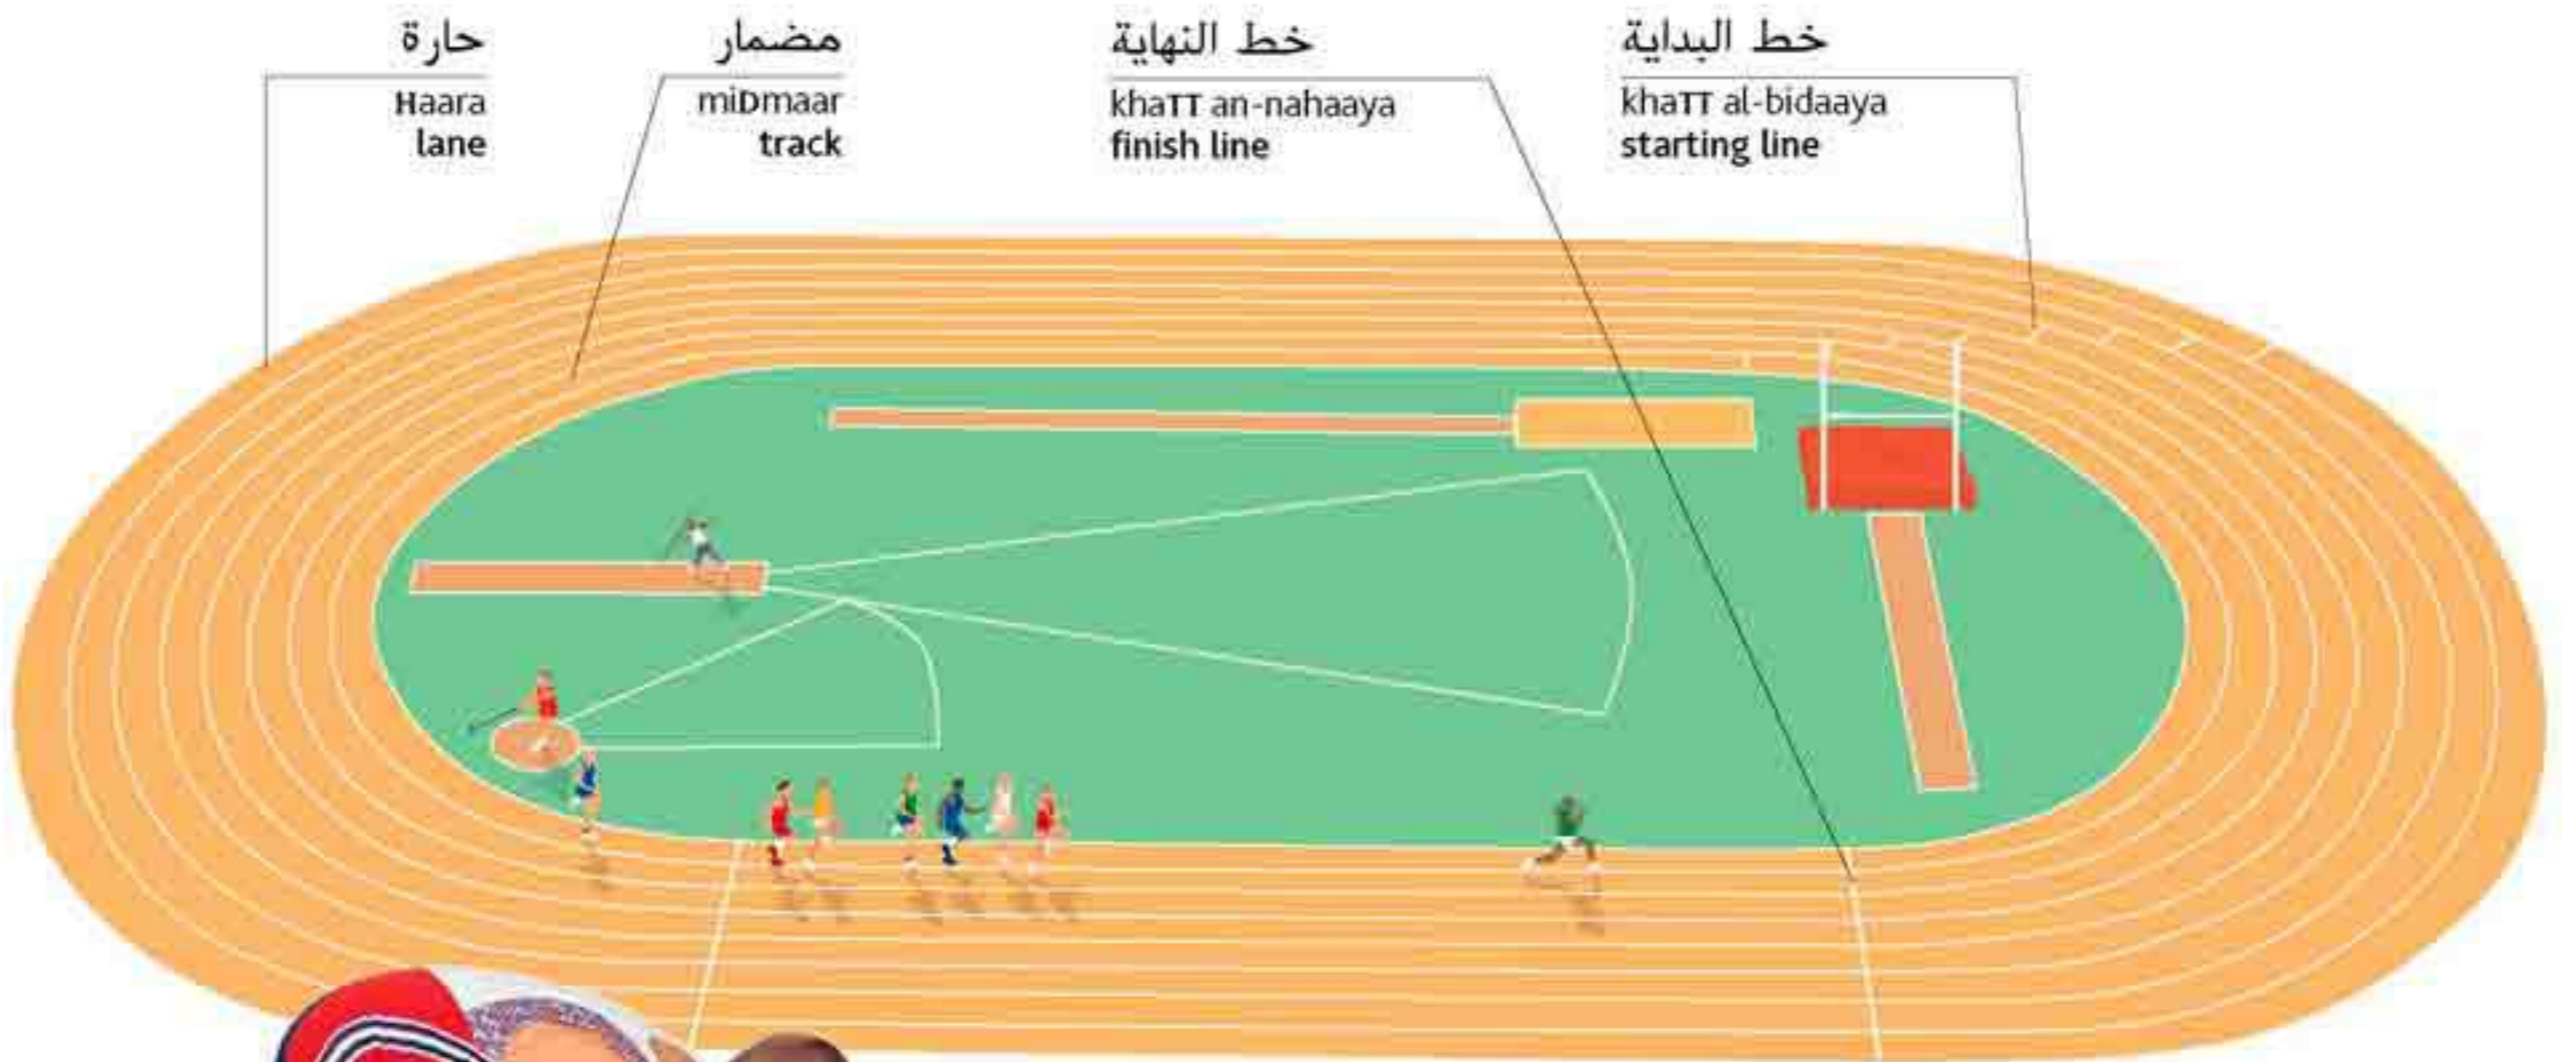 حارة
Haara
lane
مضمار
miDmaar
track
خط النهاية
khaTT an-nahaaya
finish line
خط البداية
khaTT al-bidaaya
starting line